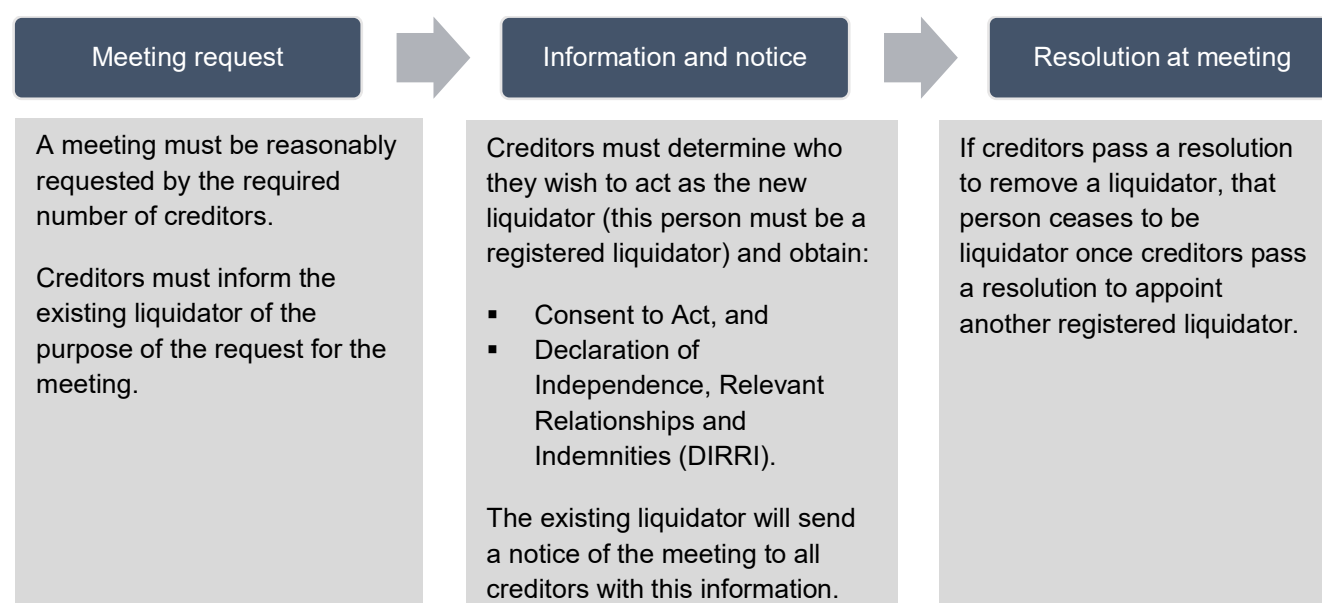 Meeting request
Information and notice
Resolution at meeting
A meeting must be reasonably
requested by the required
number of creditors.
Creditors must inform the
existing liquidator of the
purpose of the request for the
meeting.
Creditors must determine who
they wish to act as the new
liquidator (this person must be a
registered liquidator) and obtain:
▪ Consent to Act, and
▪ Declaration of
Independence, Relevant
Relationships and
Indemnities (DIRRI).
The existing liquidator will send
a notice of the meeting to all
creditors with this information.
If creditors pass a resolution
to remove a liquidator, that
person ceases to be
liquidator once creditors pass
a resolution to appoint
another registered liquidator.